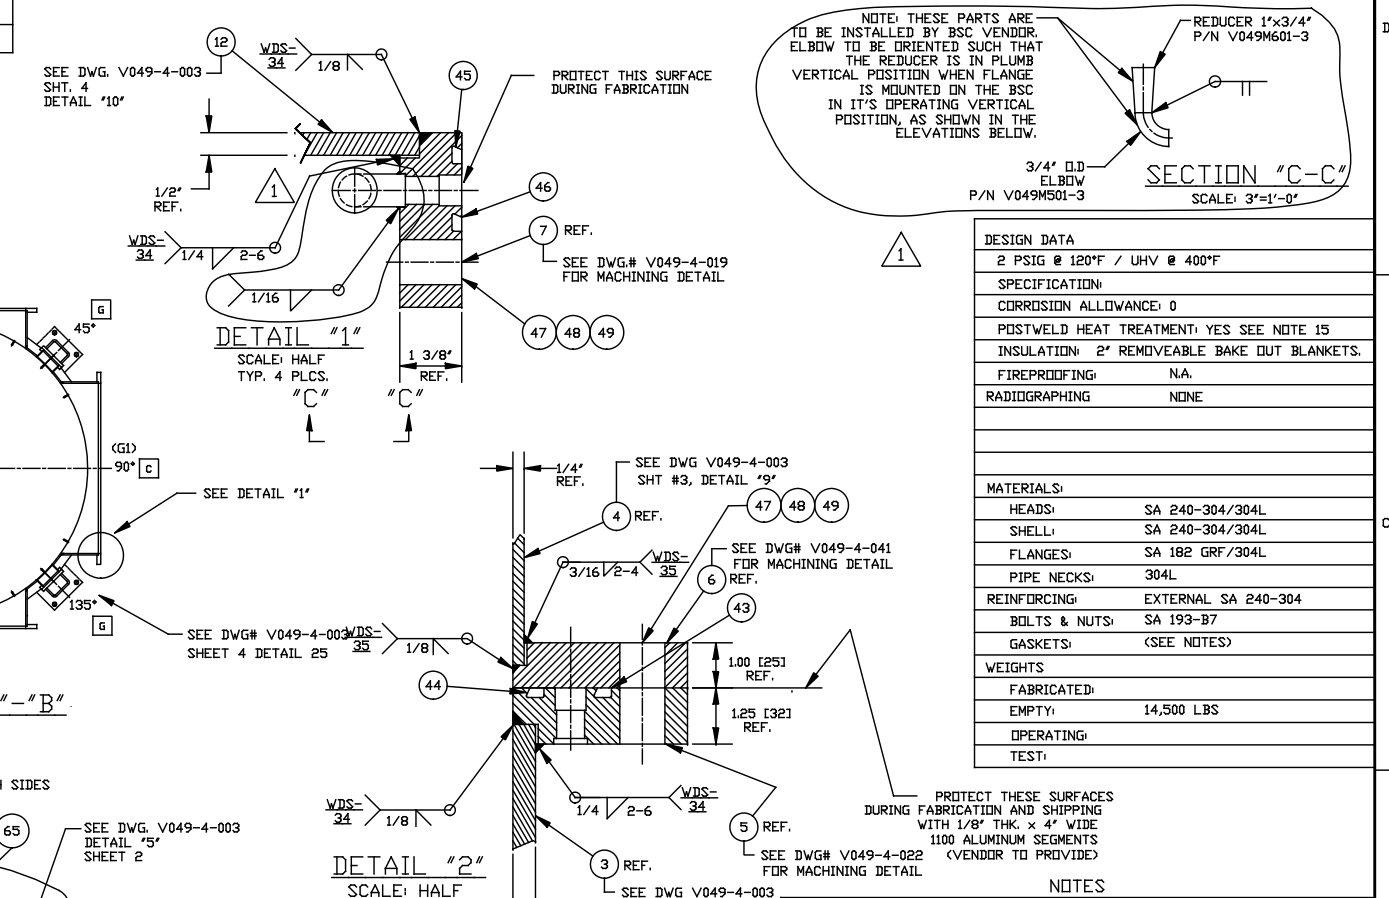 12
SEE DWG. V049-4-003
SHT. 4
DETAIL "10"
WDS-
34
1/8
45
PROTECT THIS SURFACE
DURING FABRICATION
1/2"
REF.
1
46
7 REF.
SEE DWG.# V049-4-019
FOR MACHINING DETAIL
WDS-
34
1/4
2-6
1/16
47 48 49
DETAIL "1"
SCALE: HALF
TYP. 4 PLCS.
1 3/8"
REF.
"C" "C"
NOTE: THESE PARTS ARE
TO BE INSTALLED BY BSC VENDOR.
ELBOW TO BE ORIENTED SUCH THAT
THE REDUCER IS IN PLUMB
VERTICAL POSITION WHEN FLANGE
IS MOUNTED ON THE BSC
IN IT'S OPERATING VERTICAL
POSITION, AS SHOWN IN THE
ELEVATIONS BELOW.
REDUCER 1"x3/4"
P/N V049M601-3
3/4" O.D
ELBOW
P/N V049M501-3
SECTION "C-C"
SCALE: 3"=1'-0"
1
DESIGN DATA
2 PSIG @ 120°F / UHV @ 400°F
SPECIFICATION:
CORROSION ALLOWANCE: 0
POSTWELD HEAT TREATMENT: YES SEE NOTE 15
INSULATION: 2" REMOVEABLE BAKE OUT BLANKETS.
FIREPROOFING: N.A.
RADIOGRAPHING NONE
MATERIALS:
HEADS: SA 240-304/304L
SHELL: SA 240-304/304L
FLANGES: SA 182 GRF/304L
PIPE NECKS: 304L
REINFORCING: EXTERNAL SA 240-304
BOLTS & NUTS: SA 193-B7
GASKETS: (SEE NOTES)
WEIGHTS
FABRICATED:
EMPTY: 14,500 LBS
OPERATING:
TEST:
G
45°
(G1)
90° C
SEE DETAIL "1"
135°
G
SEE DWG# V049-4-003
SHEET 4 DETAIL 25
"-"B"
SIDES
65
SEE DWG. V049-4-003
DETAIL "5"
SHEET 2
1/4"
REF.
SEE DWG V049-4-003
SHT #3, DETAIL "9"
4 REF.
47 48 49
3/16
2-4
WDS-
35
SEE DWG# V049-4-041
FOR MACHINING DETAIL
6 REF.
43
WDS-
35
1/8
44
1.00 [25]
REF.
1.25 [32]
REF.
WDS-
34
1/8
1/4
2-6
WDS-
34
5 REF.
SEE DWG# V049-4-022
FOR MACHINING DETAIL
3 REF.
SEE DWG V049-4-003
DETAIL "2"
SCALE: HALF
PROTECT THESE SURFACES
DURING FABRICATION AND SHIPPING
WITH 1/8" THK. x 4" WIDE
1100 ALUMINUM SEGMENTS
(VENDOR TO PROVIDE)
NOTES
C